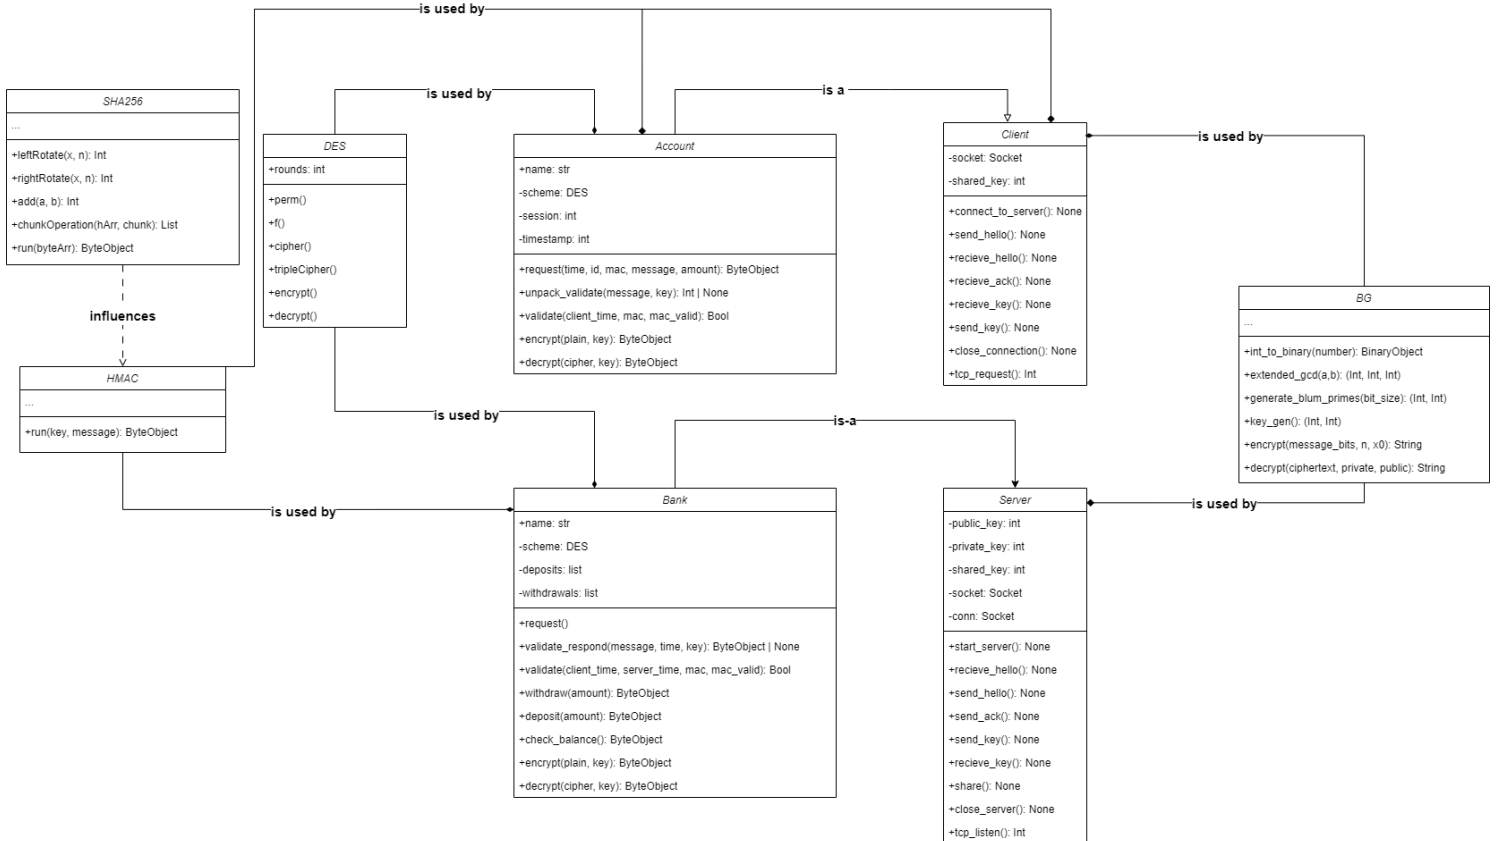 is used by
SHA256
...
+leftRotate(x, n): Int
+rightRotate(x, n): Int
+add(a, b): Int
+chunkOperation(hArr, chunk): List
+run(byteArr): ByteObject
influences
HMAC
...
+run(key, message): ByteObject
is used by
DES
+rounds: int
+perm()
+f()
+cipher()
+tripleCipher()
+encrypt()
+decrypt()
is used by
is used by
is a
Account
+name: str
-scheme: DES
-session: int
-timestamp: int
+request(time, id, mac, message, amount): ByteObject
+unpack_validate(message, key): Int | None
+validate(client_time, mac, mac_valid): Bool
+encrypt(plain, key): ByteObject
+decrypt(cipher, key): ByteObject
is-a
Bank
+name: str
-scheme: DES
-deposits: list
-withdrawals: list
+request()
+validate_respond(message, time, key): ByteObject | None
+validate(client_time, server_time, mac, mac_valid): Bool
+withdraw(amount): ByteObject
+deposit(amount): ByteObject
+check_balance(): ByteObject
+encrypt(plain, key): ByteObject
+decrypt(cipher, key): ByteObject
Client
-socket: Socket
-shared_key: int
+connect_to_server(): None
+send_hello(): None
+recieve_hello(): None
+recieve_ack(): None
+recieve_key(): None
+send_key(): None
+close_connection(): None
+tcp_request(): Int
is used by
Server
-public_key: int
-private_key: int
-shared_key: int
-socket: Socket
-conn: Socket
+start_server(): None
+recieve_hello(): None
+send_hello(): None
+send_ack(): None
+send_key(): None
+recieve_key(): None
+share(): None
+close_server(): None
+tcp_listen(): Int
is used by
BG
...
+int_to_binary(number): BinaryObject
+extended_gcd(a,b): (Int, Int, Int)
+generate_blum_primes(bit_size): (Int, Int)
+key_gen(): (Int, Int)
+encrypt(message_bits, n, x0): String
+decrypt(ciphertext, private, public): String